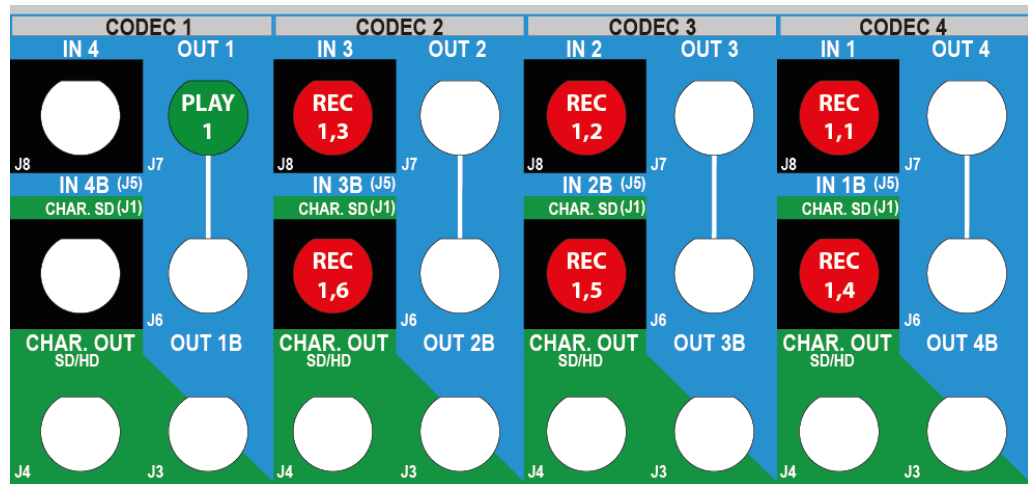 CODEC 1 CODEC 2 CODEC 3 CODEC 4
IN 4 OUT 1 IN 3 OUT 2 IN 2 OUT 3 IN 1 OUT 4
PLAY REC REC REC
1 1,3 1,2 1,1
J8 J7 J8 J7 J8 J7 J8 J7
IN 4B (J5) IN 3B (J5) IN 2B (J5) IN 1B (J5)
CHAR. SD (J1) CHAR. SD (J1) CHAR. SD (J1) CHAR. SD (J1)
REC REC REC
1,6 1,5 1,4
J6 J6 J6 J6
CHAR. OUT OUT 1B CHAR. OUT OUT 2B CHAR. OUT OUT 3B CHAR. OUT OUT 4B
SD/HD SD/HD SD/HD SD/HD
J4 J3 J4 J3 J4 J3 J4 J3